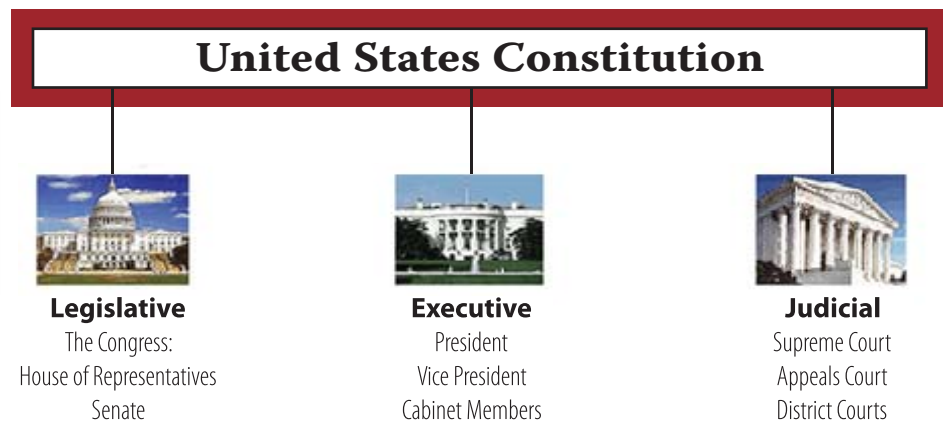 United States Constitution
Legislative
The Congress:
House of Representatives
Senate
Executive
President
Vice President
Cabinet Members
Judicial
Supreme Court
Appeals Court
District Courts